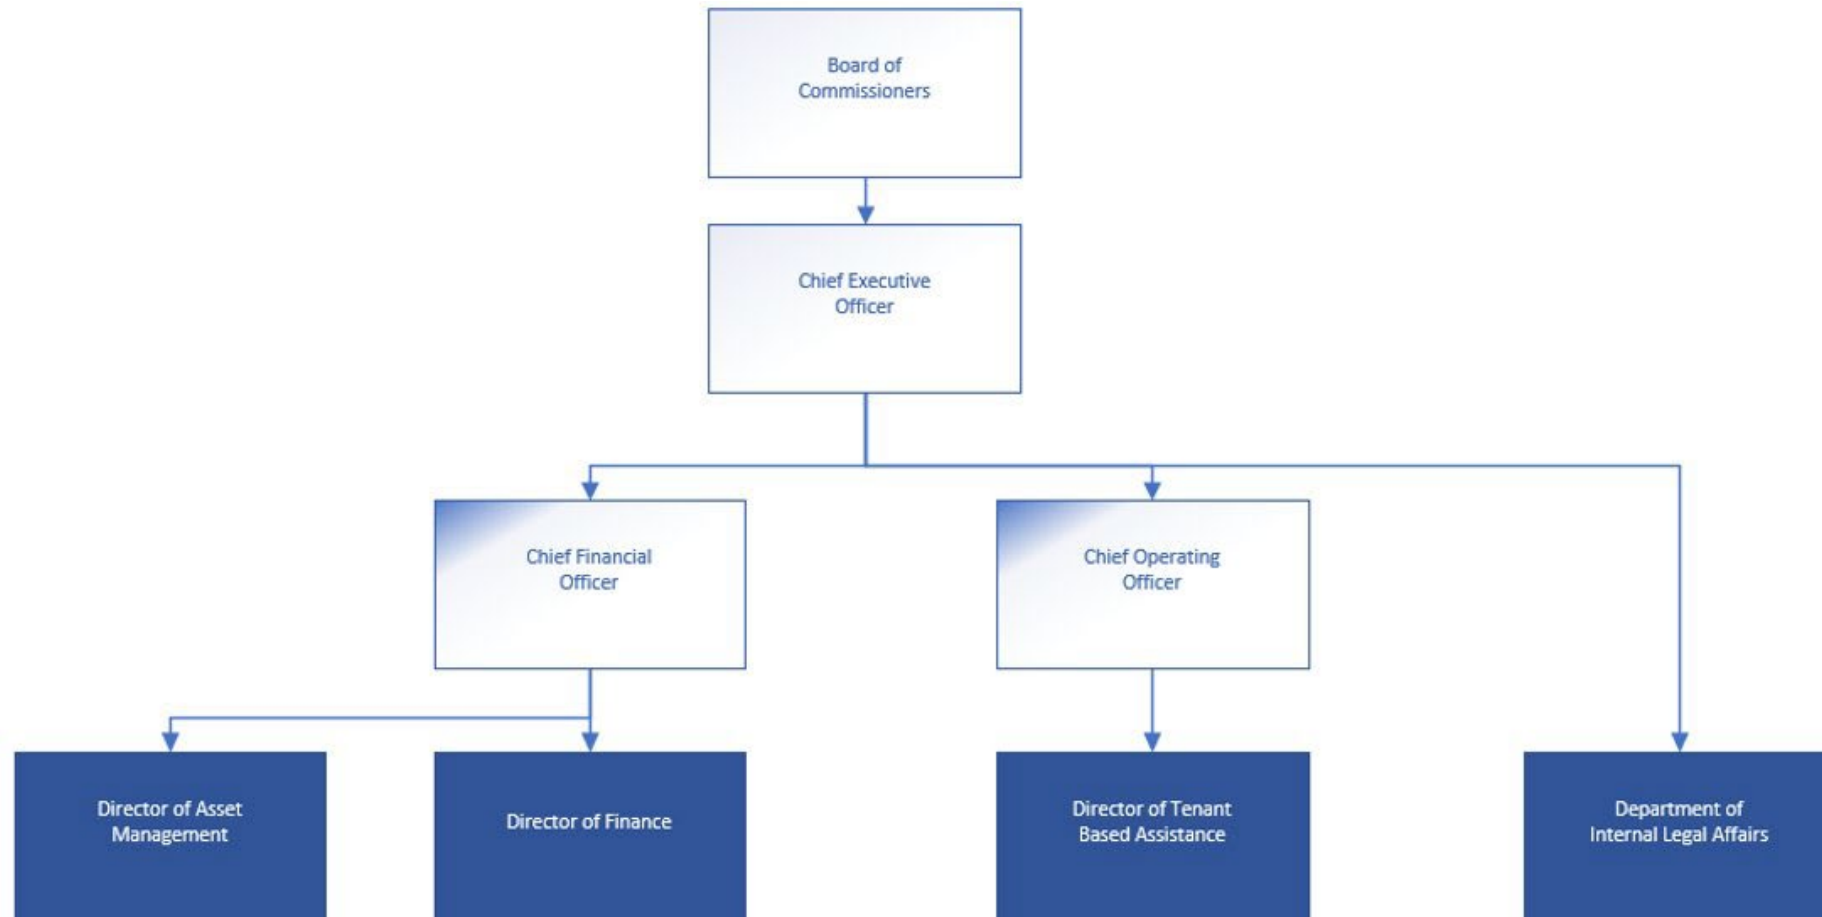 Board of
Commissioners
Chief Executive
Officer
Chief Financial
Officer
Chief Operating
Officer
Director of Asset
Management
Director of Finance
Director of Tenant
Based Assistance
Department of
Internal Legal Affairs